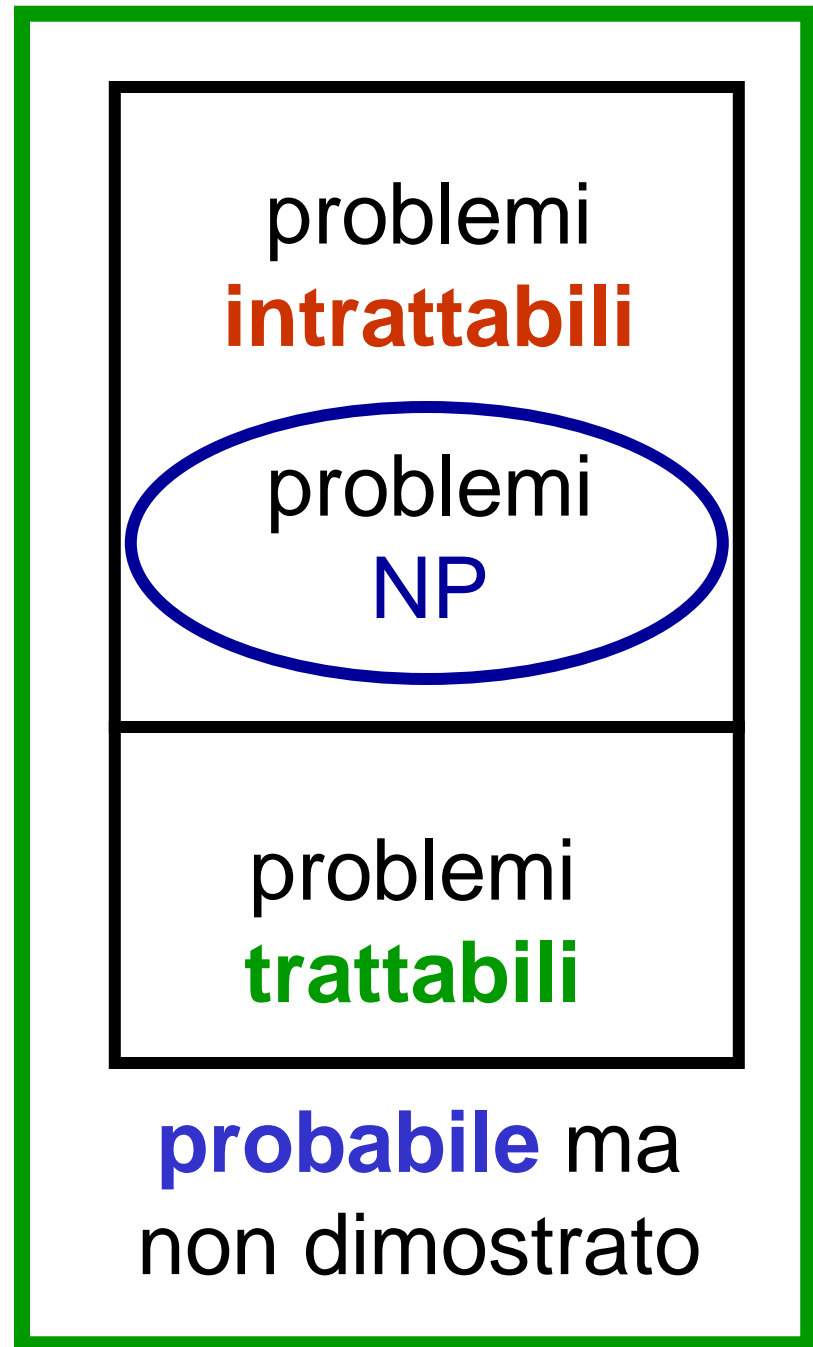 problemi
intrattabili
problemi
NP
problemi
trattabili
probabile ma
non dimostrato